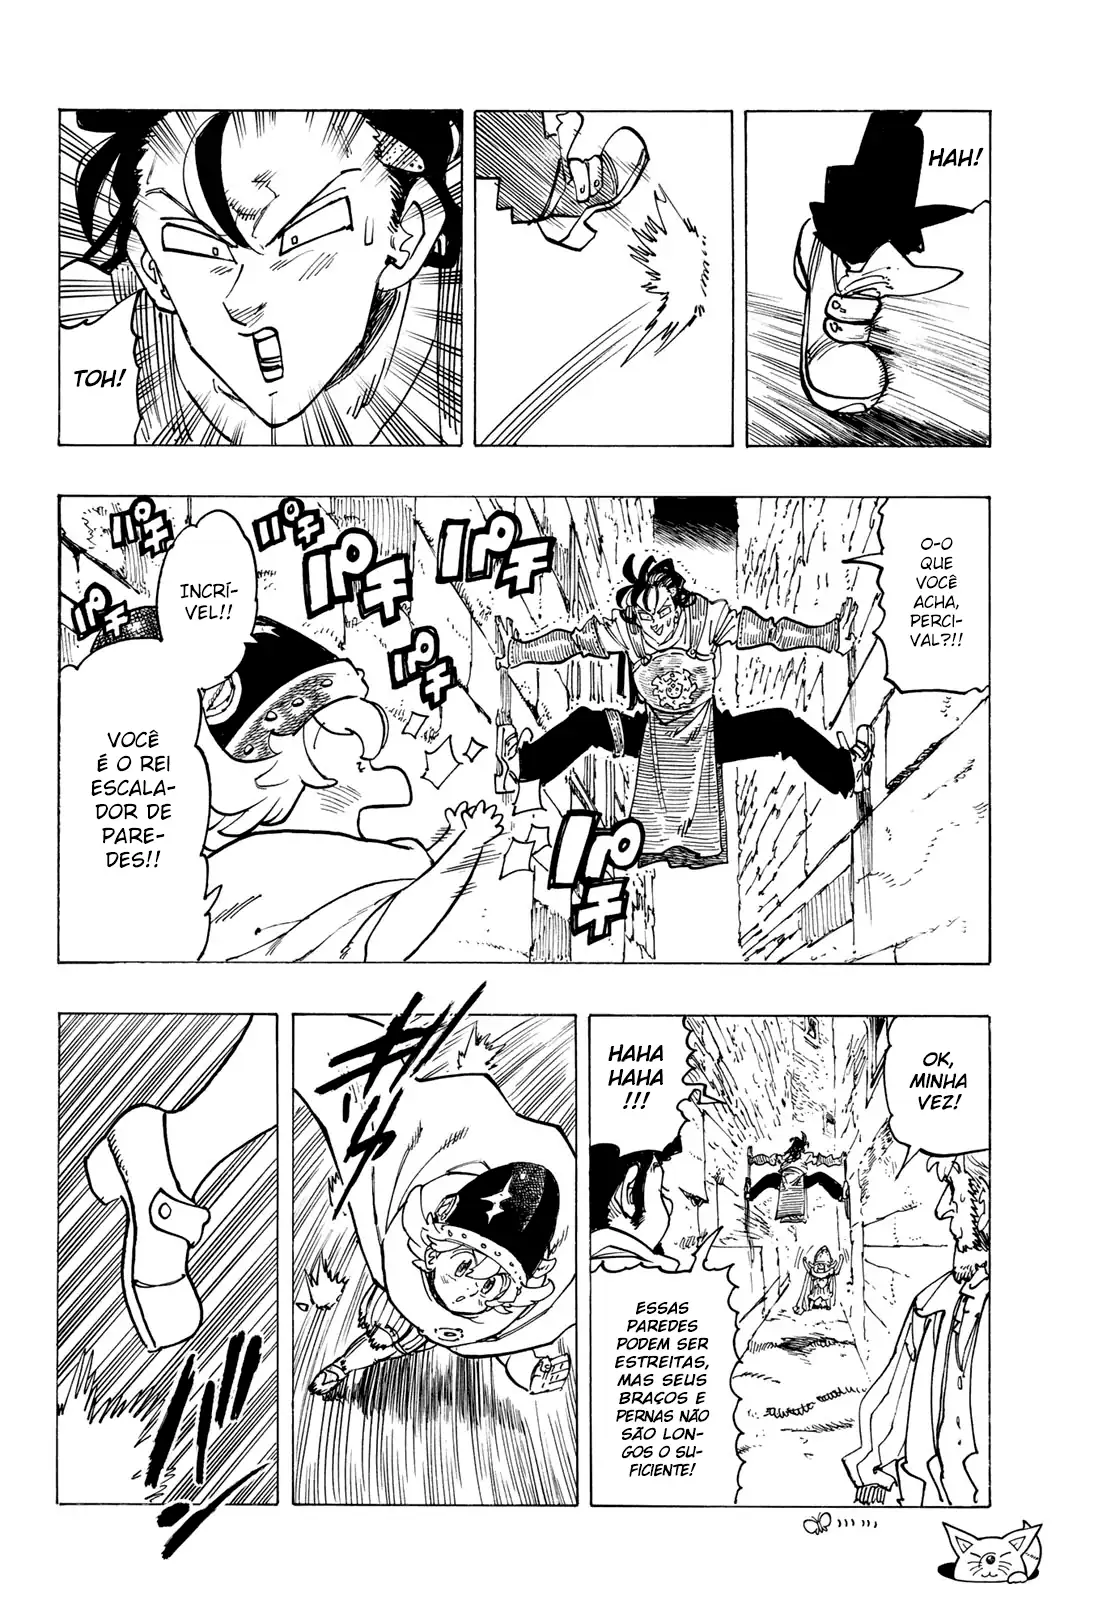 HAH!
TOH!
O-O
QUE
VOCÊ
ACHA,
PERCI-
VAL?!!
パチ
パチ
パチ
パチ
パチ
パチ
パチ
INCRÍ-
VEL!!
VOCÊ
É O REI
ESCALA-
DOR DE
PARE-
DES!!
OK,
MINHA
VEZ!
HAHA
HAHA
!!!
ESSAS
PAREDES
PODEM SER
ESTREITAS,
MAS SEUS
BRAÇOS E
PERNAS NÃO
SÃO LON-
GOS O SU-
FICIENTE!